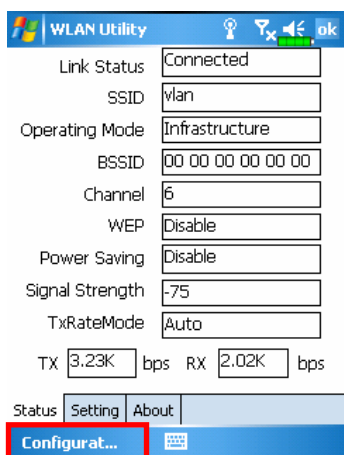 WLAN Utility ok
Link Status Connected
SSID vlan
Operating Mode Infrastructure
BSSID 00 00 00 00 00 00
Channel 6
WEP Disable
Power Saving Disable
Signal Strength -75
TxRateMode Auto
TX 3.23K bps RX 2.02K bps
Status Setting About
Configurat...